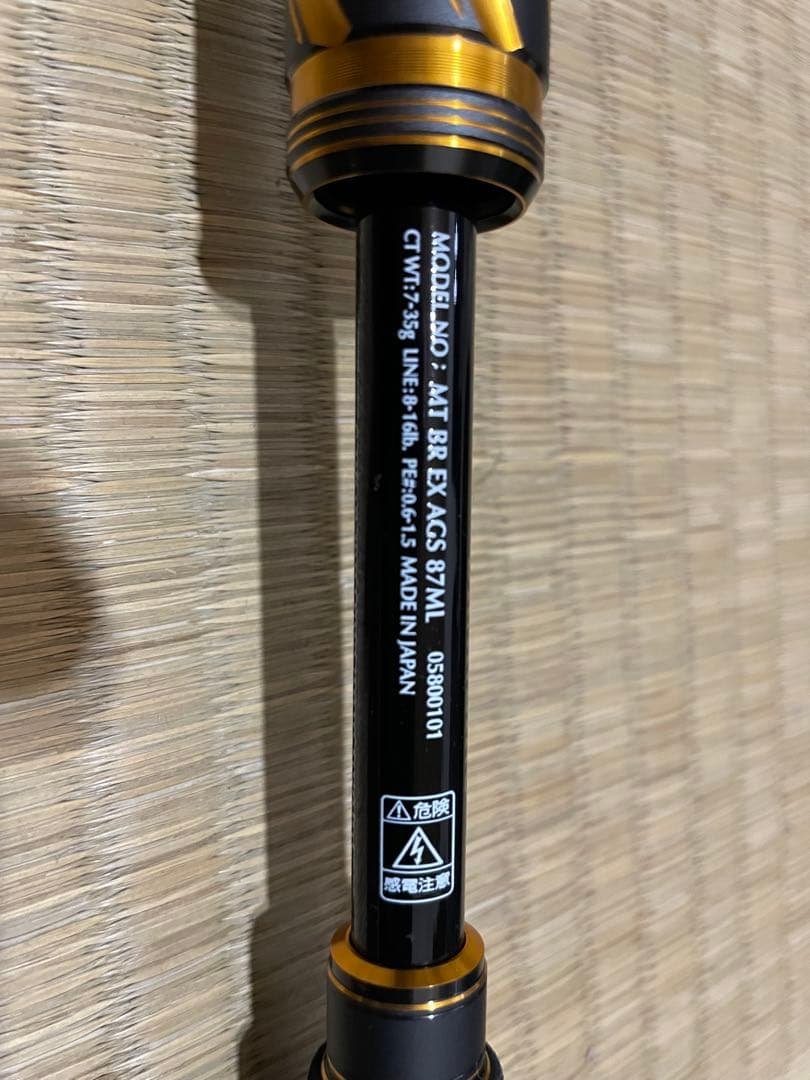 MODEL NO ; MT BR EX AGS 87ML 05800101
CT WT:7-35g LINE:8-16lb. PE#:0.6-1.5 MADE IN JAPAN
危険
感電注意